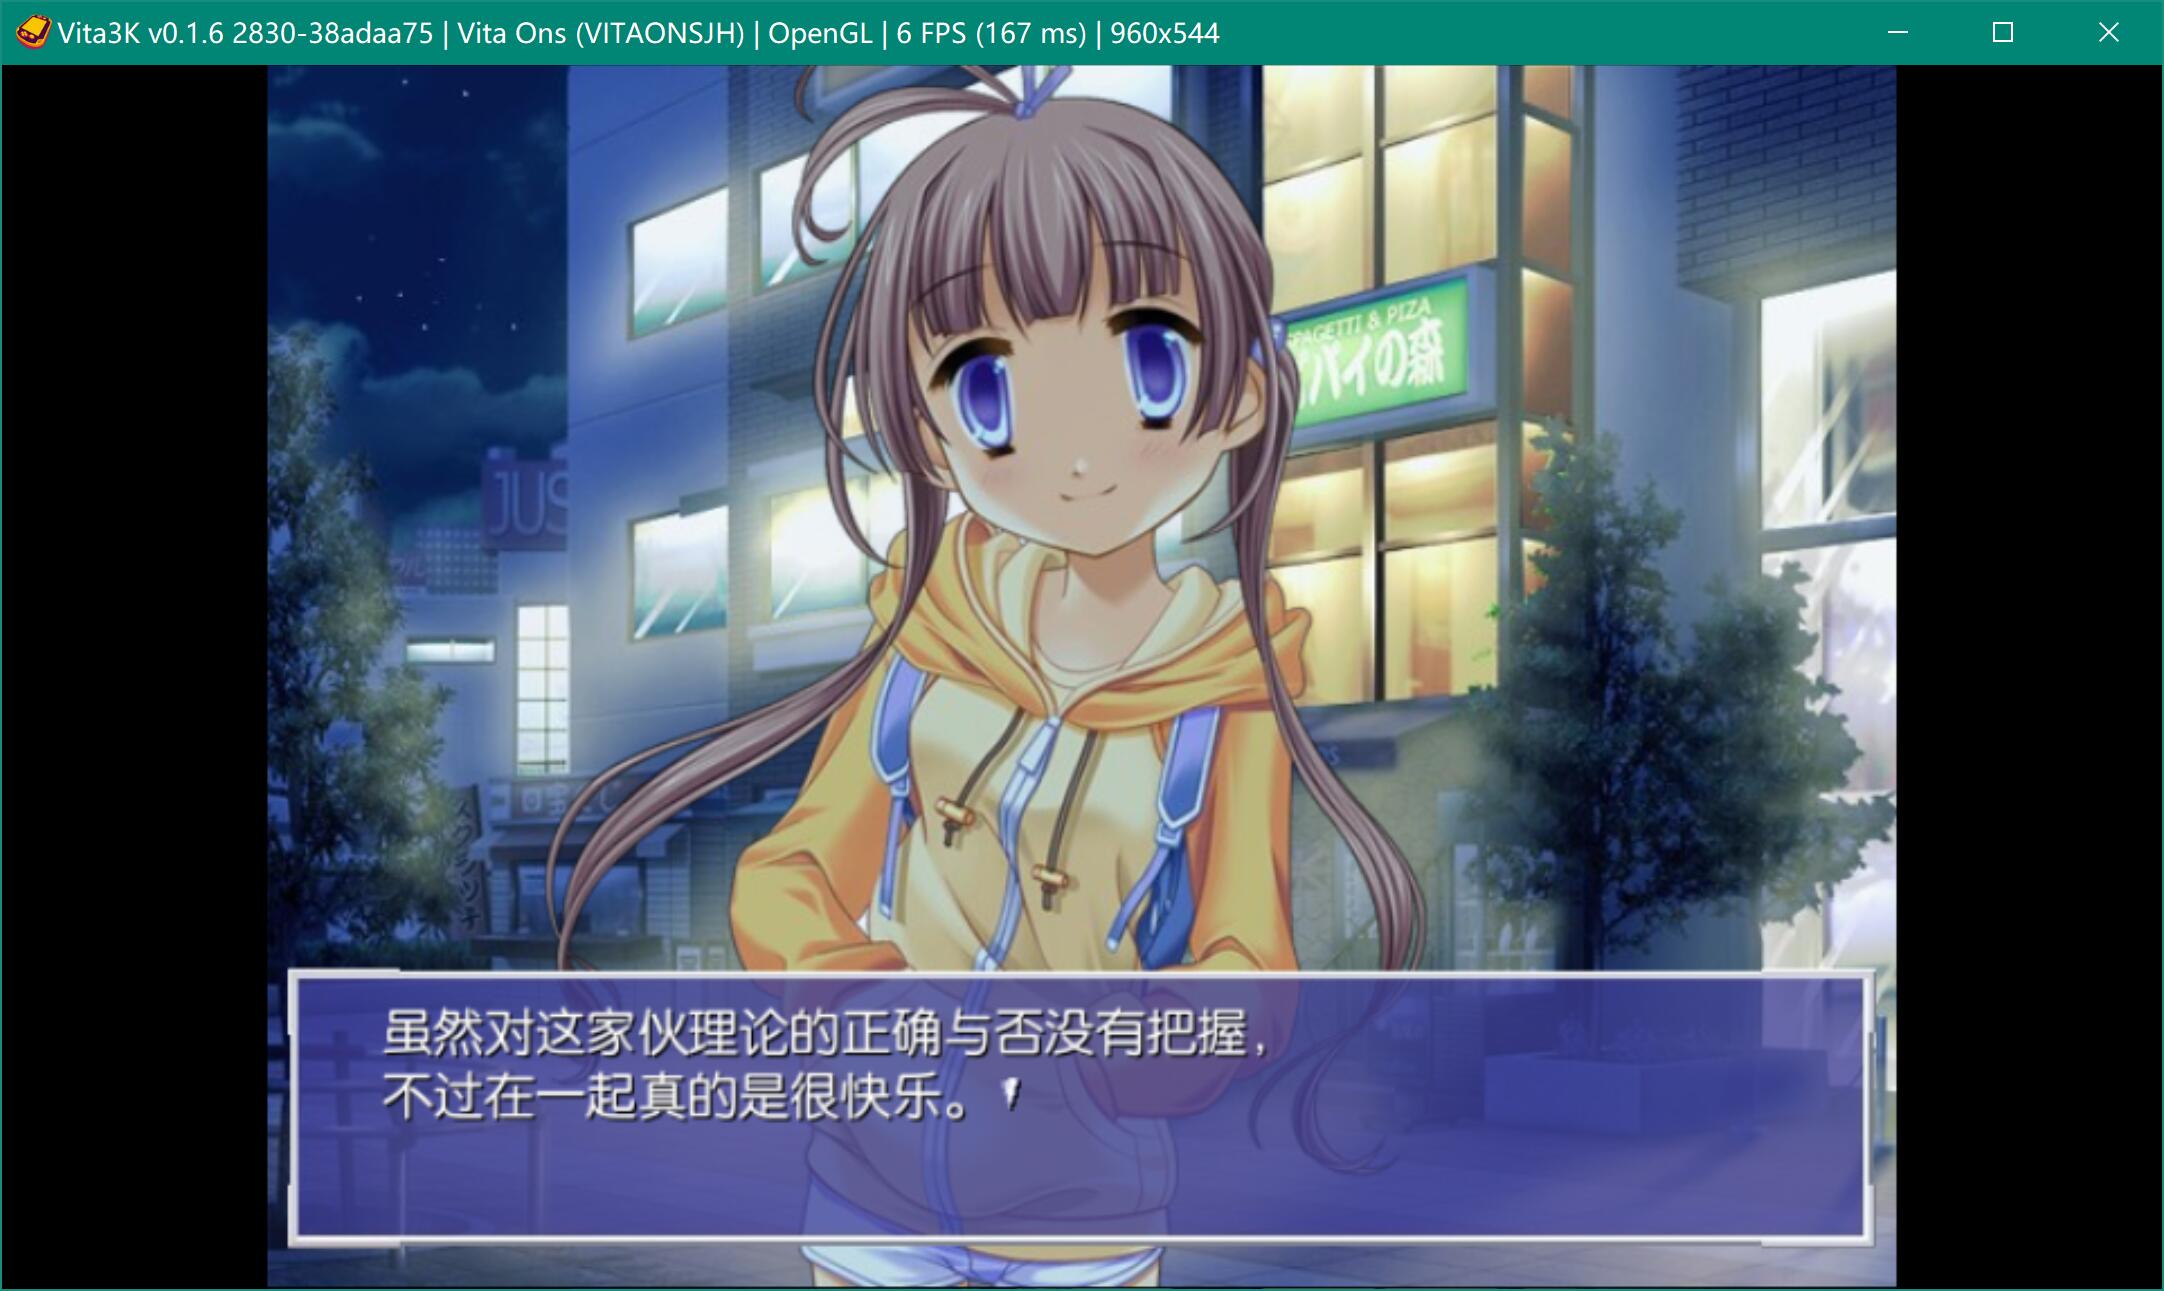 Vita3K v0.1.6 2830-38adaa75 | Vita Ons (VITAONSJH) | OpenGL | 6 FPS (167 ms) | 960x544
PAGETTI & PIZA
パイの森
JUS
虽然对这家伙理论的正确与否没有把握，
不过在一起真的是很快乐。